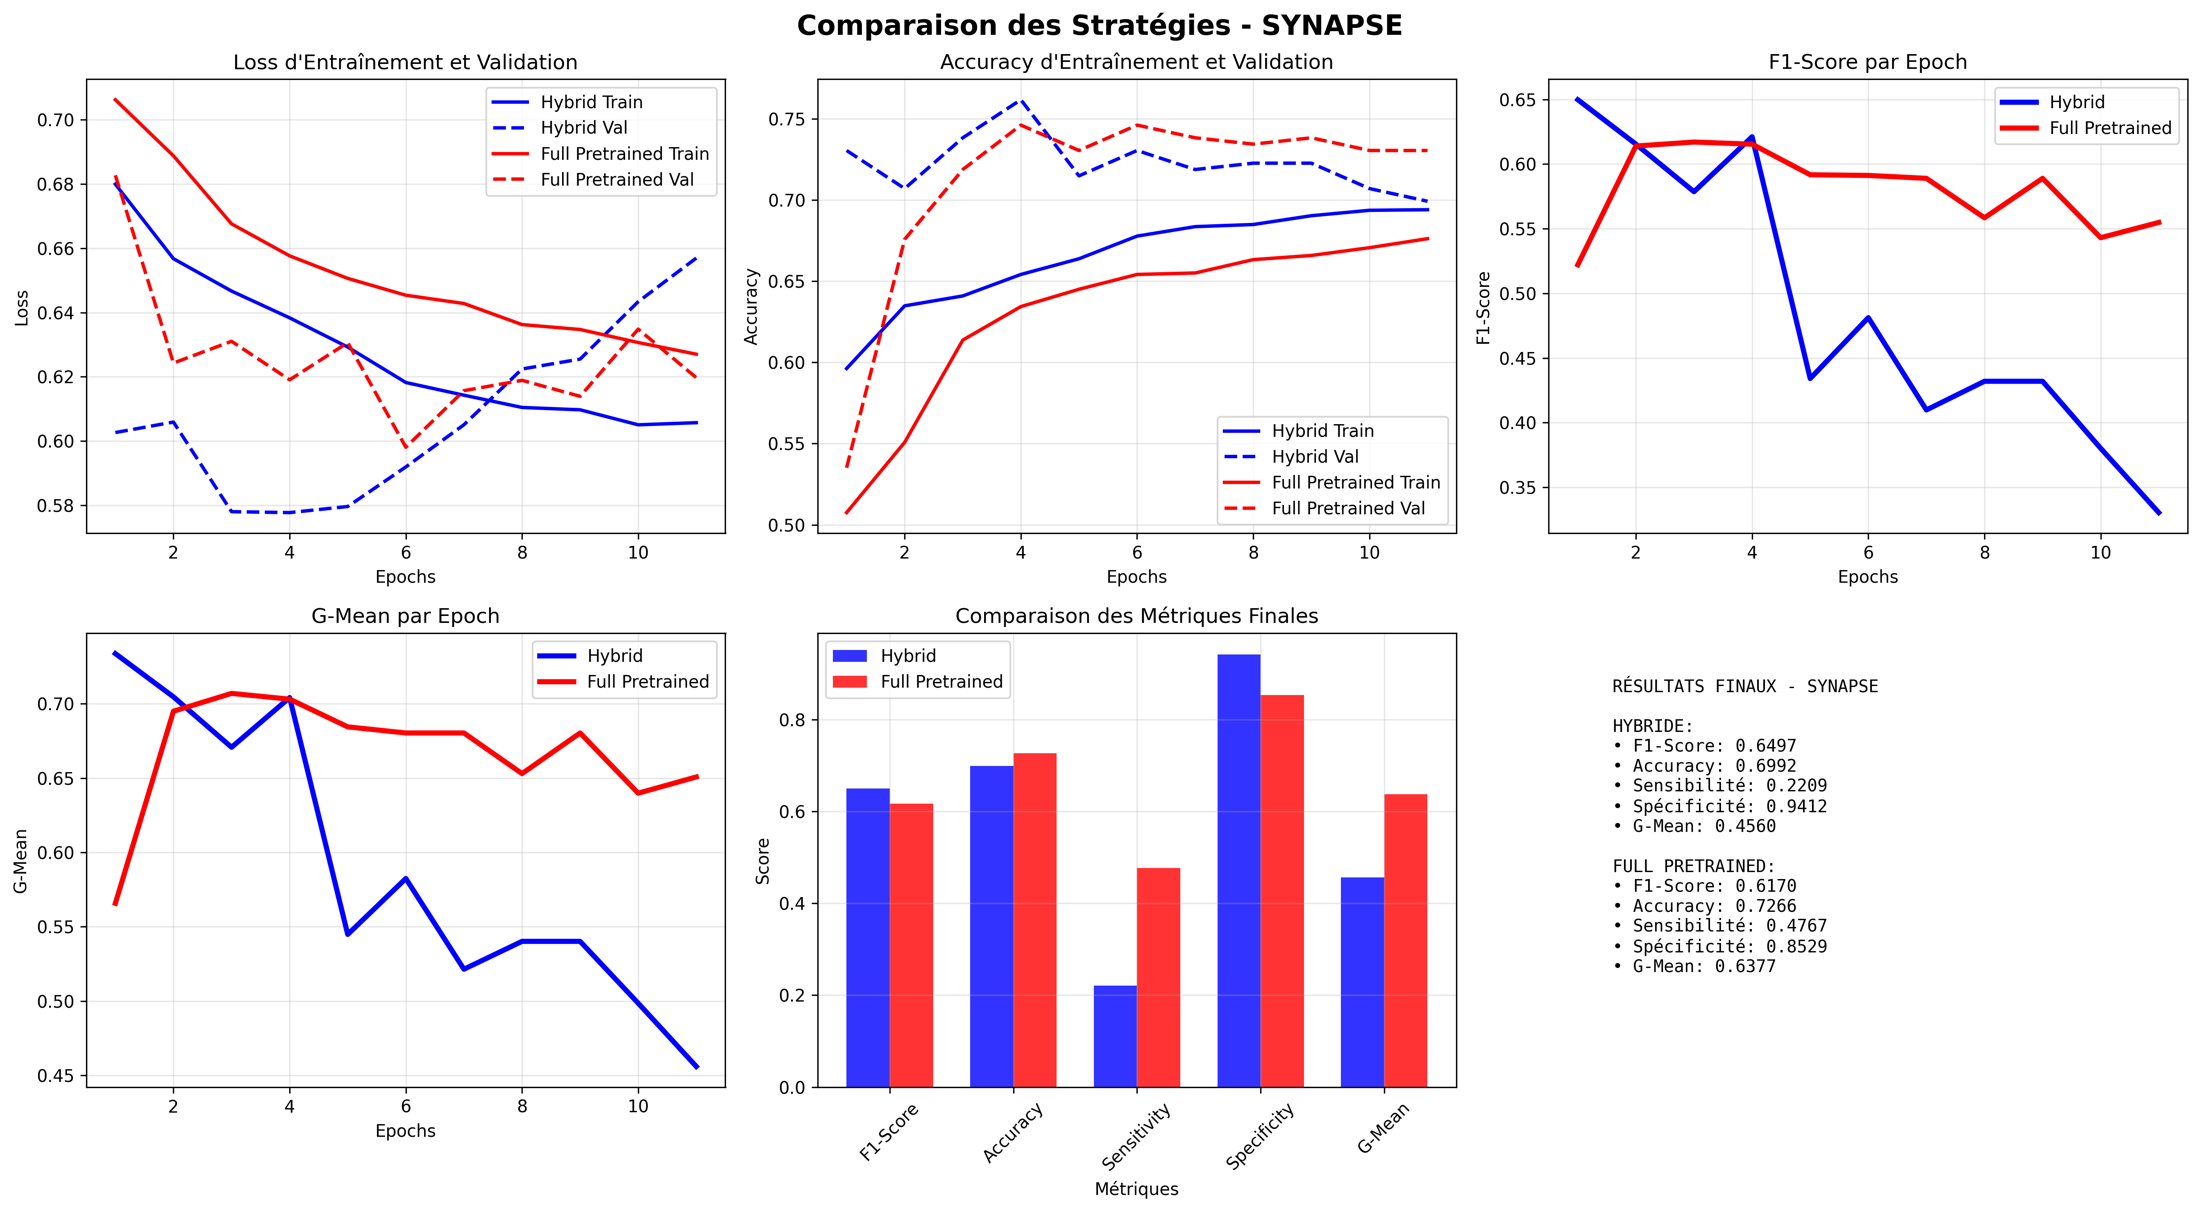 Comparaison des Stratégies - SYNAPSE
Loss d'Entraînement et Validation
Loss
0.70
0.68
0.66
0.64
0.62
0.60
0.58
2 4 6 8 10
Epochs
Hybrid Train
Hybrid Val
Full Pretrained Train
Full Pretrained Val
Accuracy d'Entraînement et Validation
Accuracy
0.75
0.70
0.65
0.60
0.55
0.50
2 4 6 8 10
Epochs
Hybrid Train
Hybrid Val
Full Pretrained Train
Full Pretrained Val
F1-Score par Epoch
F1-Score
0.65
0.60
0.55
0.50
0.45
0.40
0.35
2 4 6 8 10
Epochs
Hybrid
Full Pretrained
G-Mean par Epoch
G-Mean
0.70
0.65
0.60
0.55
0.50
0.45
2 4 6 8 10
Epochs
Hybrid
Full Pretrained
Comparaison des Métriques Finales
Score
0.8
0.6
0.4
0.2
0.0
F1-Score
Accuracy
Sensitivity
Specificity
G-Mean
Métriques
Hybrid
Full Pretrained
RÉSULTATS FINAUX - SYNAPSE
HYBRIDE:
• F1-Score: 0.6497
• Accuracy: 0.6992
• Sensibilité: 0.2209
• Spécificité: 0.9412
• G-Mean: 0.4560
FULL PRETRAINED:
• F1-Score: 0.6170
• Accuracy: 0.7266
• Sensibilité: 0.4767
• Spécificité: 0.8529
• G-Mean: 0.6377